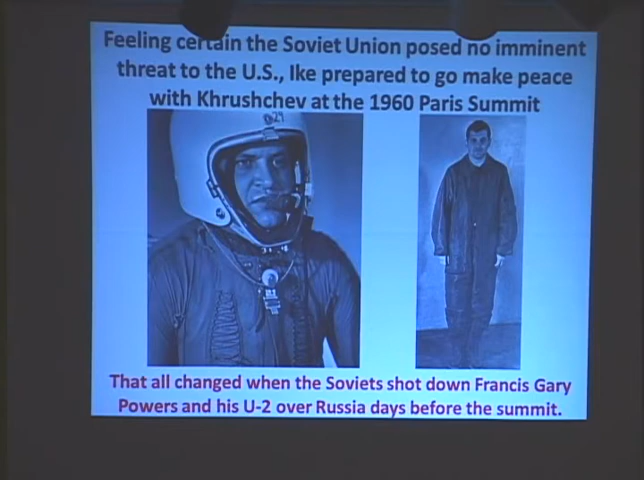 Feeling certain the Soviet Union posed no imminent
threat to the U.S., Ike prepared to go make peace
with Khrushchev at the 1960 Paris Summit
That all changed when the Soviets shot down Francis Gary
Powers and his U-2 over Russia days before the summit.